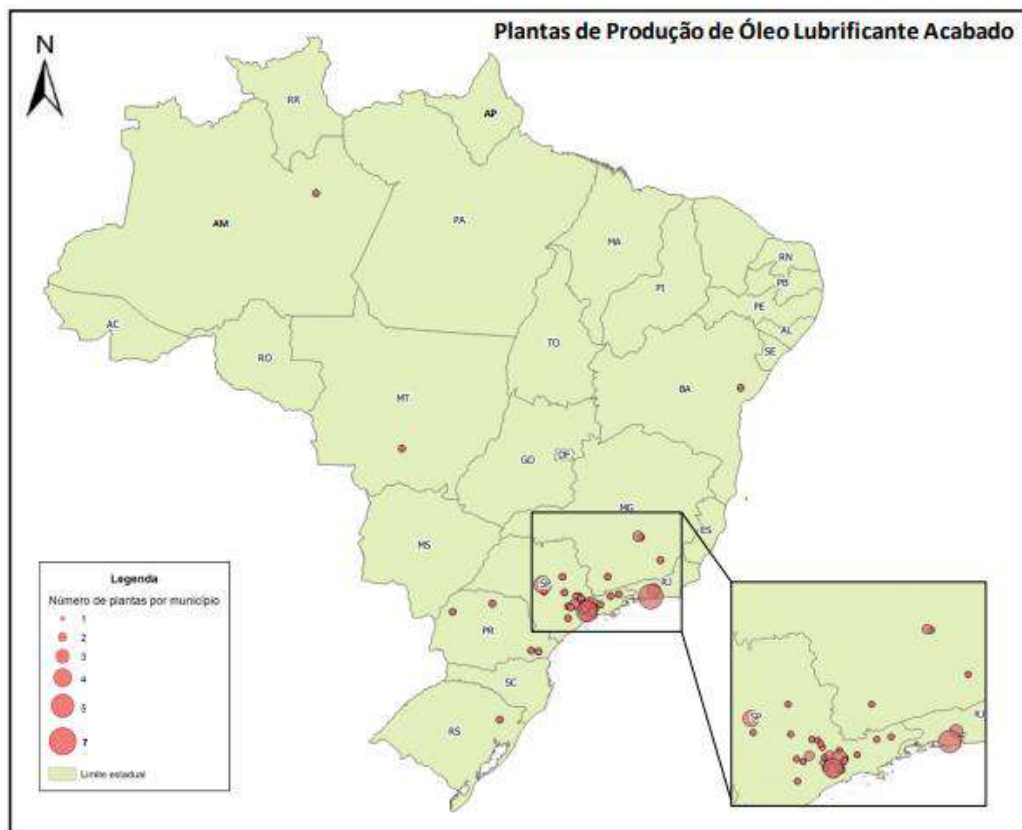 Plantas de Produção de Óleo Lubrificante Acabado
N
RR
AP
AM
PA
MA
RN
PB
PI
PE
AL
AC
SE
TO
RO
BA
MT
GO
DF
MG
ES
MS
SP
RJ
PR
SC
RS
Legenda
Número de plantas por município
1
2
3
4
5
7
Limite estadual
SP
RJ